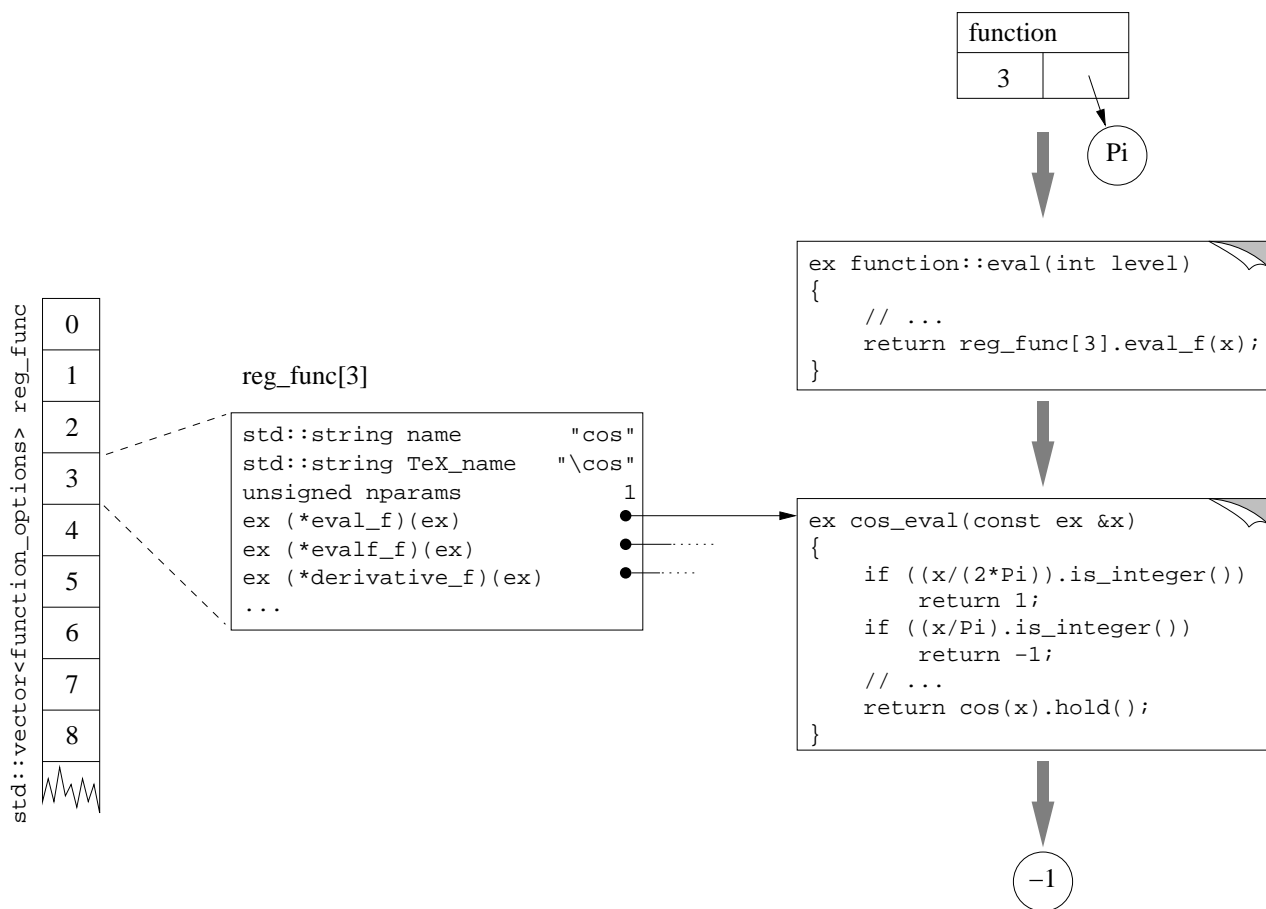 function
3
Pi
ex function::eval(int level)
{
// ...
return reg_func[3].eval_f(x);
}
std::vector<function_options> reg_func
0
1
2
3
4
5
6
7
8
reg_func[3]
std::string name "cos"
std::string TeX_name "\cos"
unsigned nparams 1
ex (*eval_f)(ex)
ex (*evalf_f)(ex)
ex (*derivative_f)(ex)
...
ex cos_eval(const ex &x)
{
if ((x/(2*Pi)).is_integer())
return 1;
if ((x/Pi).is_integer())
return −1;
// ...
return cos(x).hold();
}
−1